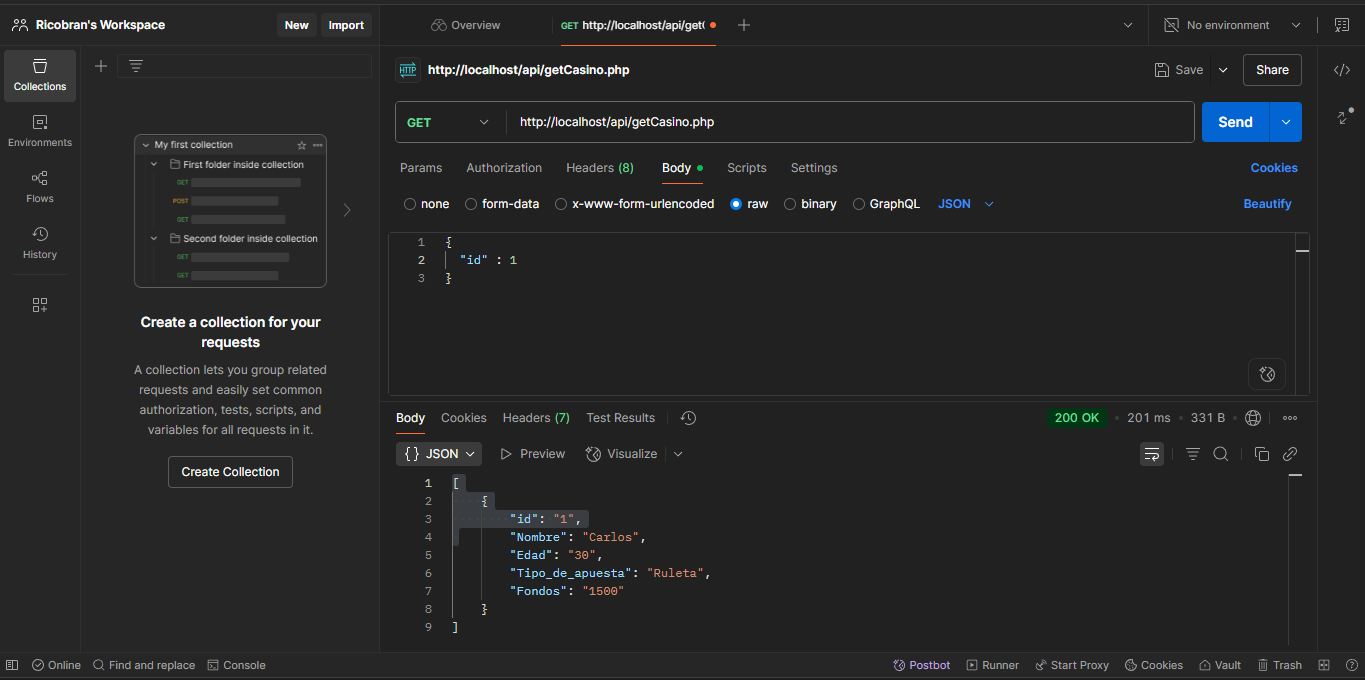 Ricobran's Workspace
New
Import
Overview
GET http://localhost/api/get
No environment
Collections
Environments
Flows
History
My first collection
First folder inside collection
GET
POST
GET
Second folder inside collection
GET
GET
Create a collection for your
requests
A collection lets you group related
requests and easily set common
authorization, tests, scripts, and
variables for all requests in it.
Create Collection
HTTP
http://localhost/api/getCasino.php
Save
Share
GET
http://localhost/api/getCasino.php
Send
Params
Authorization
Headers (8)
Body
Scripts
Settings
Cookies
none
form-data
x-www-form-urlencoded
raw
binary
GraphQL
JSON
Beautify
1 {
2 "id" : 1
3 }
Body
Cookies
Headers (7)
Test Results
200 OK
201 ms
331 B
{} JSON
Preview
Visualize
1 [
2 {
3 "id": "1",
4 "Nombre": "Carlos",
5 "Edad": "30",
6 "Tipo_de_apuesta": "Ruleta",
7 "Fondos": "1500"
8 }
9 ]
Online
Find and replace
Console
Postbot
Runner
Start Proxy
Cookies
Vault
Trash